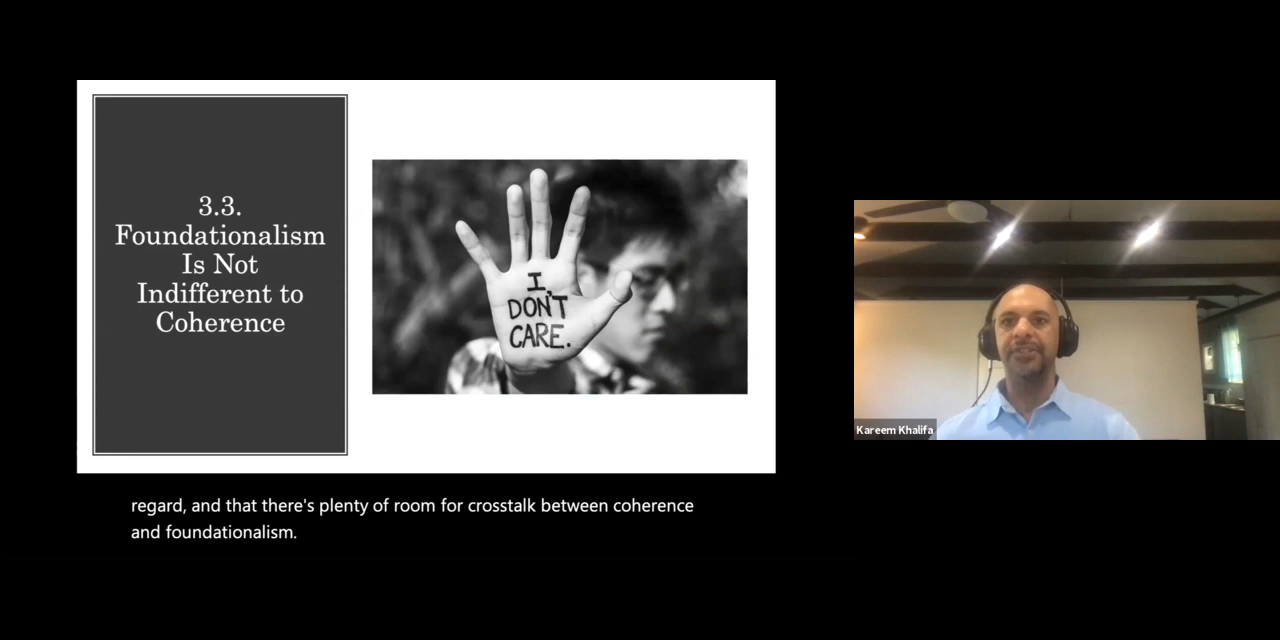 3.3.
Foundationalism
Is Not
Indifferent to
Coherence
I
DON'T
CARE.
Kareem Khalifa
regard, and that there's plenty of room for crosstalk between coherence
and foundationalism.